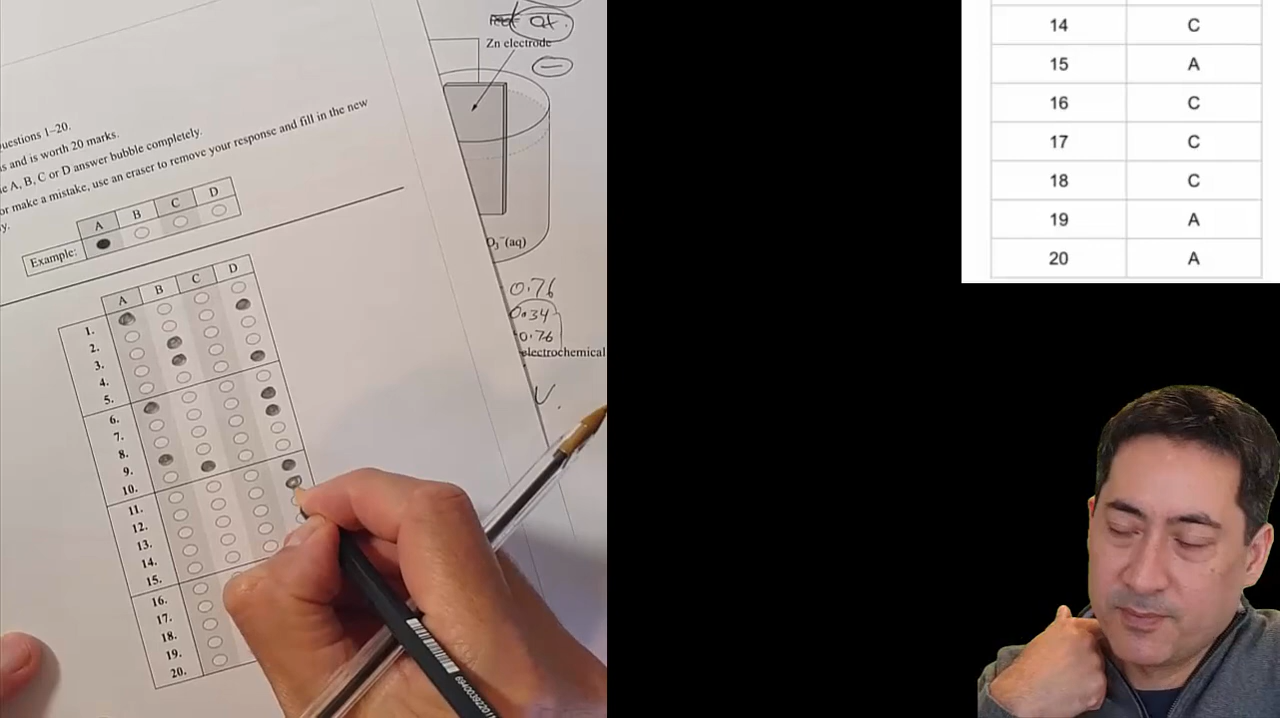 Qt.
Zn electrode
uestions 1–20.
s and is worth 20 marks.
e A, B, C or D answer bubble completely.
or make a mistake, use an eraser to remove your response and fill in the new
y.
A B C D
Example:
O3⁻(aq)
0.76
0.34
0.76
electrochemical
V.
A B C D
1.
2.
3.
4.
5.
6.
7.
8.
9.
10.
11.
12.
13.
14.
15.
16.
17.
18.
19.
20.
14 C
15 A
16 C
17 C
18 C
19 A
20 A